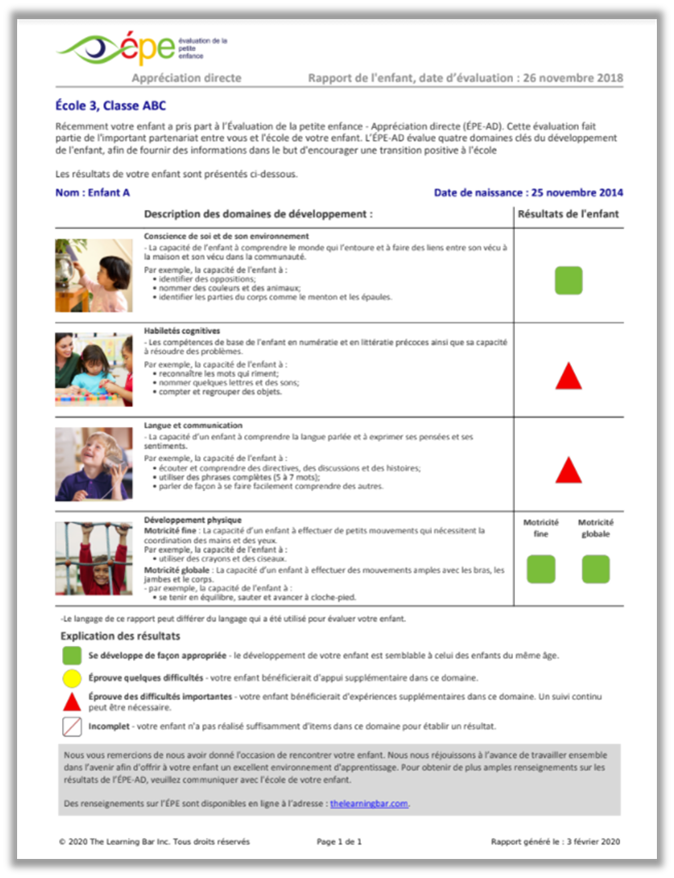 épe évaluation de la
petite
enfance
Appréciation directe Rapport de l'enfant, date d'évaluation : 26 novembre 2018
École 3, Classe ABC
Récemment votre enfant a pris part à l'Évaluation de la petite enfance - Appréciation directe (ÉPE-AD). Cette évaluation fait
partie de l'important partenariat entre vous et l'école de votre enfant. L'ÉPE-AD évalue quatre domaines clés du développement
de l'enfant, afin de fournir des informations dans le but d'encourager une transition positive à l'école
Les résultats de votre enfant sont présentés ci-dessous.
Nom : Enfant A Date de naissance : 25 novembre 2014
Description des domaines de développement : Résultats de l'enfant
Conscience de soi et de son environnement
- La capacité de l'enfant à comprendre le monde qui l'entoure et à faire des liens entre son vécu à
la maison et son vécu dans la communauté.
Par exemple, la capacité de l'enfant à :
• identifier des oppositions;
• nommer des couleurs et des animaux;
• identifier les parties du corps comme le menton et les épaules.
Habiletés cognitives
- Les compétences de base de l'enfant en numératie et en littératie précoces ainsi que sa capacité
à résoudre des problèmes.
Par exemple, la capacité de l'enfant à :
• reconnaître les mots qui riment;
• nommer quelques lettres et des sons;
• compter et regrouper des objets.
Langue et communication
- La capacité d'un enfant à comprendre la langue parlée et à exprimer ses pensées et ses
sentiments.
Par exemple, la capacité de l'enfant à :
• écouter et comprendre des directives, des discussions et des histoires;
• utiliser des phrases complètes (5 à 7 mots);
• parler de façon à se faire facilement comprendre des autres.
Développement physique
Motricité fine : La capacité d'un enfant à effectuer de petits mouvements qui nécessitent la
coordination des mains et des yeux.
Par exemple, la capacité de l'enfant à :
• utiliser des crayons et des ciseaux.
Motricité globale : La capacité d'un enfant à effectuer des mouvements amples avec les bras, les
jambes et le corps.
- par exemple, la capacité de l'enfant à :
• se tenir en équilibre, sauter et avancer à cloche-pied.
Motricité Motricité
fine globale
-Le langage de ce rapport peut différer du langage qui a été utilisé pour évaluer votre enfant.
Explication des résultats
Se développe de façon appropriée - le développement de votre enfant est semblable à celui des enfants du même âge.
Éprouve quelques difficultés - votre enfant bénéficierait d'appui supplémentaire dans ce domaine.
Éprouve des difficultés importantes - votre enfant bénéficierait d'expériences supplémentaires dans ce domaine. Un suivi continu
peut être nécessaire.
Incomplet - votre enfant n'a pas réalisé suffisamment d'items dans ce domaine pour établir un résultat.
Nous vous remercions de nous avoir donné l'occasion de rencontrer votre enfant. Nous nous réjouissons à l'avance de travailler ensemble
dans l'avenir afin d'offrir à votre enfant un excellent environnement d'apprentissage. Pour obtenir de plus amples renseignements sur les
résultats de l'ÉPE-AD, veuillez communiquer avec l'école de votre enfant.
Des renseignements sur l'ÉPE sont disponibles en ligne à l'adresse : thelearningbar.com.
© 2020 The Learning Bar Inc. Tous droits réservés Page 1 de 1 Rapport généré le : 3 février 2020